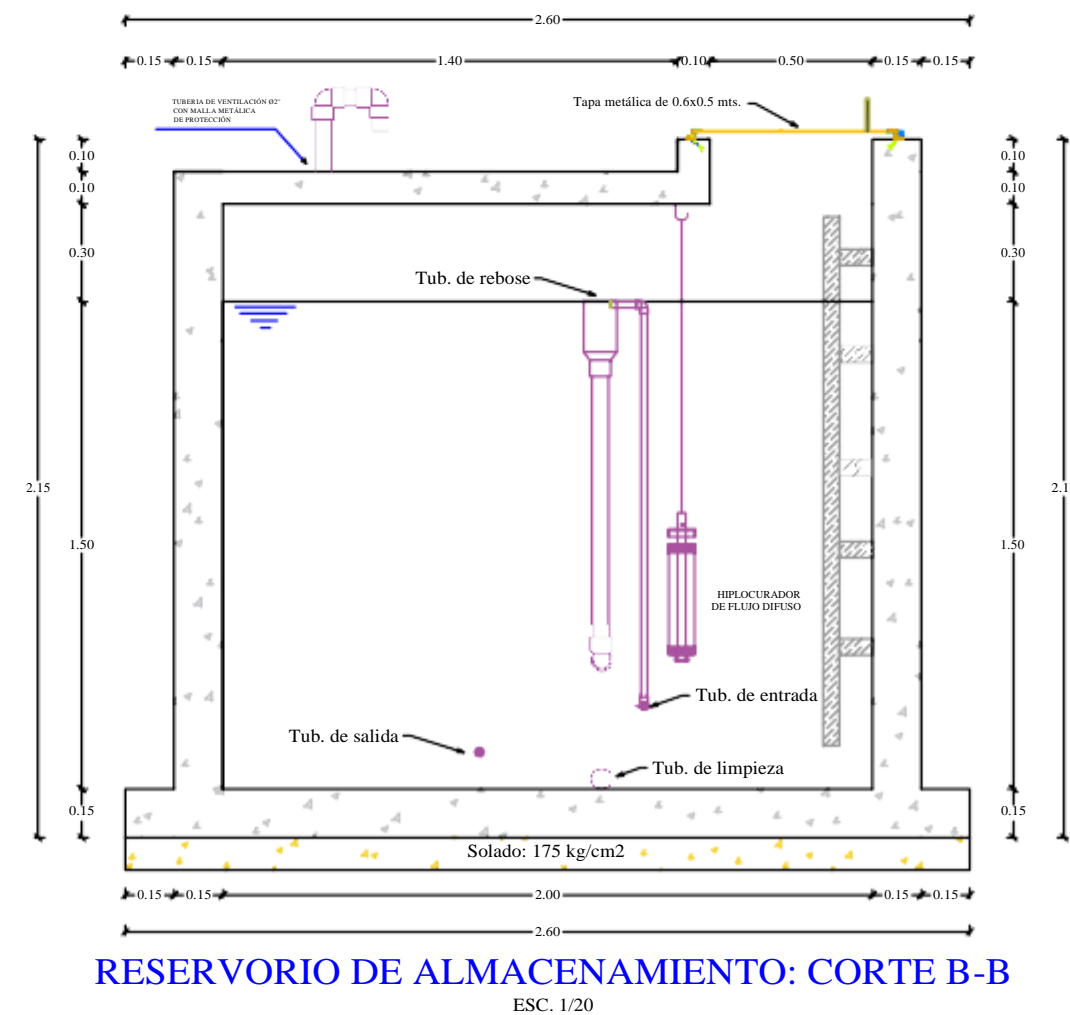 2.60
0.15 0.15 1.40 0.10 0.50 0.15 0.15
TUBERIA DE VENTILACIÓN Ø2"
CON MALLA METÁLICA
DE PROTECCIÓN
Tapa metálica de 0.6x0.5 mts.
0.10 0.10
0.10 0.10
0.30 0.30
Tub. de rebose
2.15 2.1
1.50 1.50
HIPLOCURADOR
DE FLUJO DIFUSO
Tub. de entrada
Tub. de salida
Tub. de limpieza
0.15 0.15
Solado: 175 kg/cm2
0.15 0.15 2.00 0.15 0.15
2.60
RESERVORIO DE ALMACENAMIENTO: CORTE B-B
ESC. 1/20